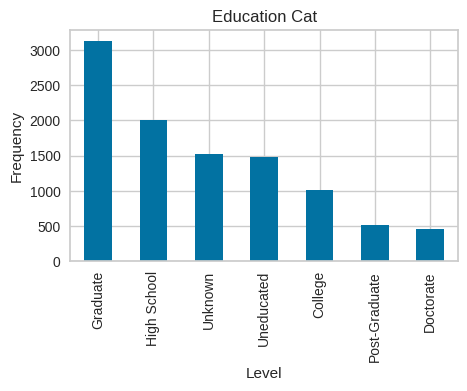 Education Cat
3000
2500
2000
1500
1000
500
0
Frequency
Graduate
High School
Unknown
Uneducated
College
Post-Graduate
Doctorate
Level